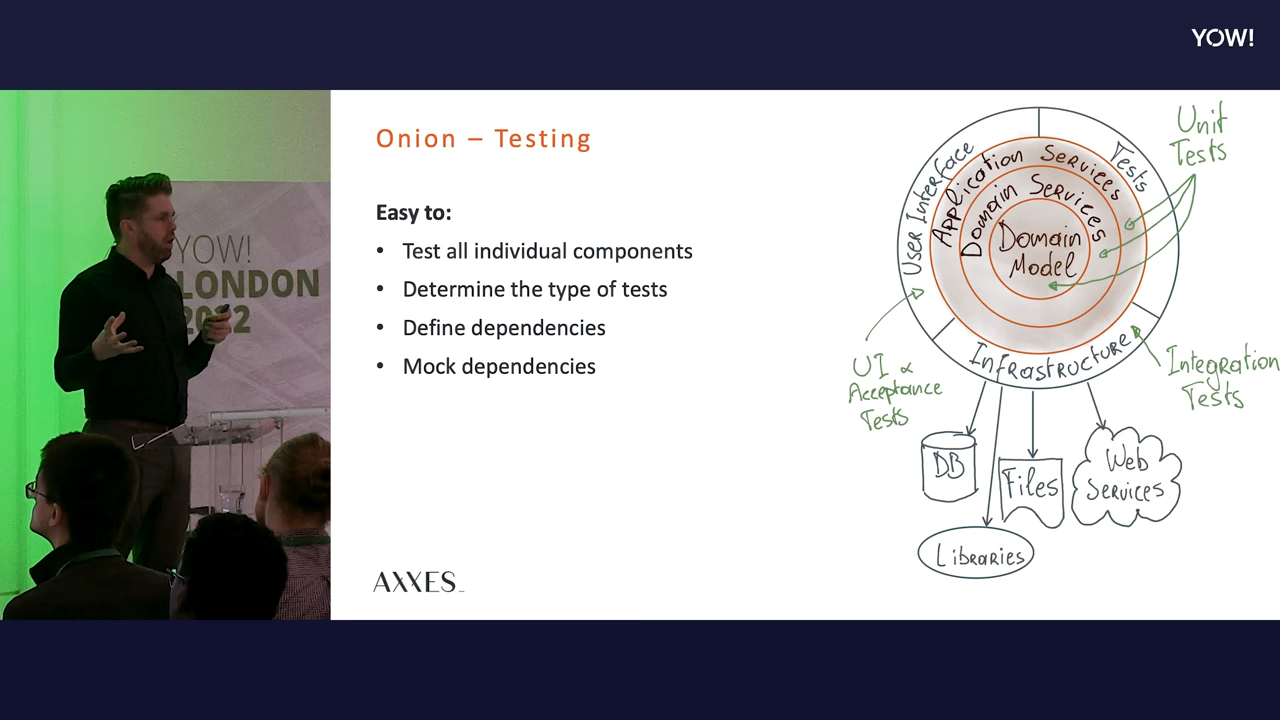 YOW!
YOW!
LONDON
2022
Onion – Testing
Easy to:
• Test all individual components
• Determine the type of tests
• Define dependencies
• Mock dependencies
AXXES_
Unit
Tests
User Interface
Tests
Application Services
Domain Services
Domain
Model
Infrastructure
UI &
Acceptance
Tests
Integration
Tests
DB
Files
Web
Services
Libraries